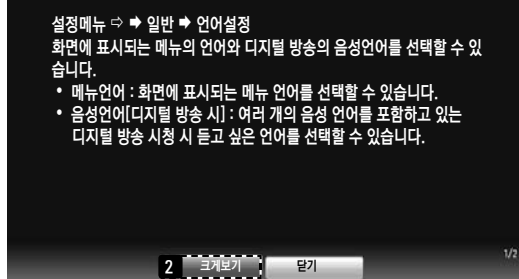 설정메뉴 ⇨ ➡ 일반 ➡ 언어설정
화면에 표시되는 메뉴의 언어와 디지털 방송의 음성언어를 선택할 수 있
습니다.
• 메뉴언어 : 화면에 표시되는 메뉴 언어를 선택할 수 있습니다.
• 음성언어[디지털 방송 시] : 여러 개의 음성 언어를 포함하고 있는
디지털 방송 시청 시 듣고 싶은 언어를 선택할 수 있습니다.
1/2
2 크게보기 닫기